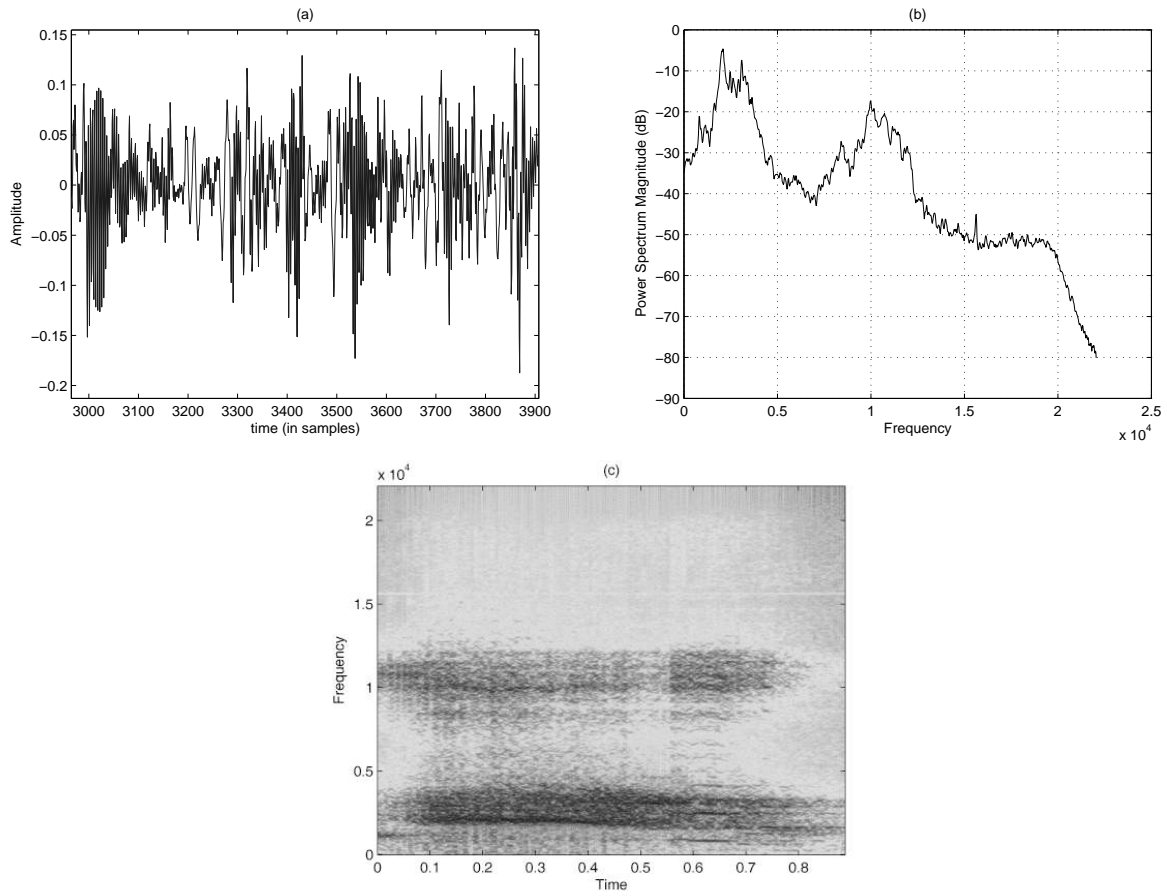 (a)
0.15
0.1
0.05
0
−0.05
−0.1
−0.15
−0.2
Amplitude
3000 3100 3200 3300 3400 3500 3600 3700 3800 3900
time (in samples)
(b)
0
−10
−20
−30
−40
−50
−60
−70
−80
−90
Power Spectrum Magnitude (dB)
0 0.5 1 1.5 2 2.5
Frequency
x 10^4
(c)
x 10^4
2
1.5
1
0.5
0
Frequency
0 0.1 0.2 0.3 0.4 0.5 0.6 0.7 0.8
Time